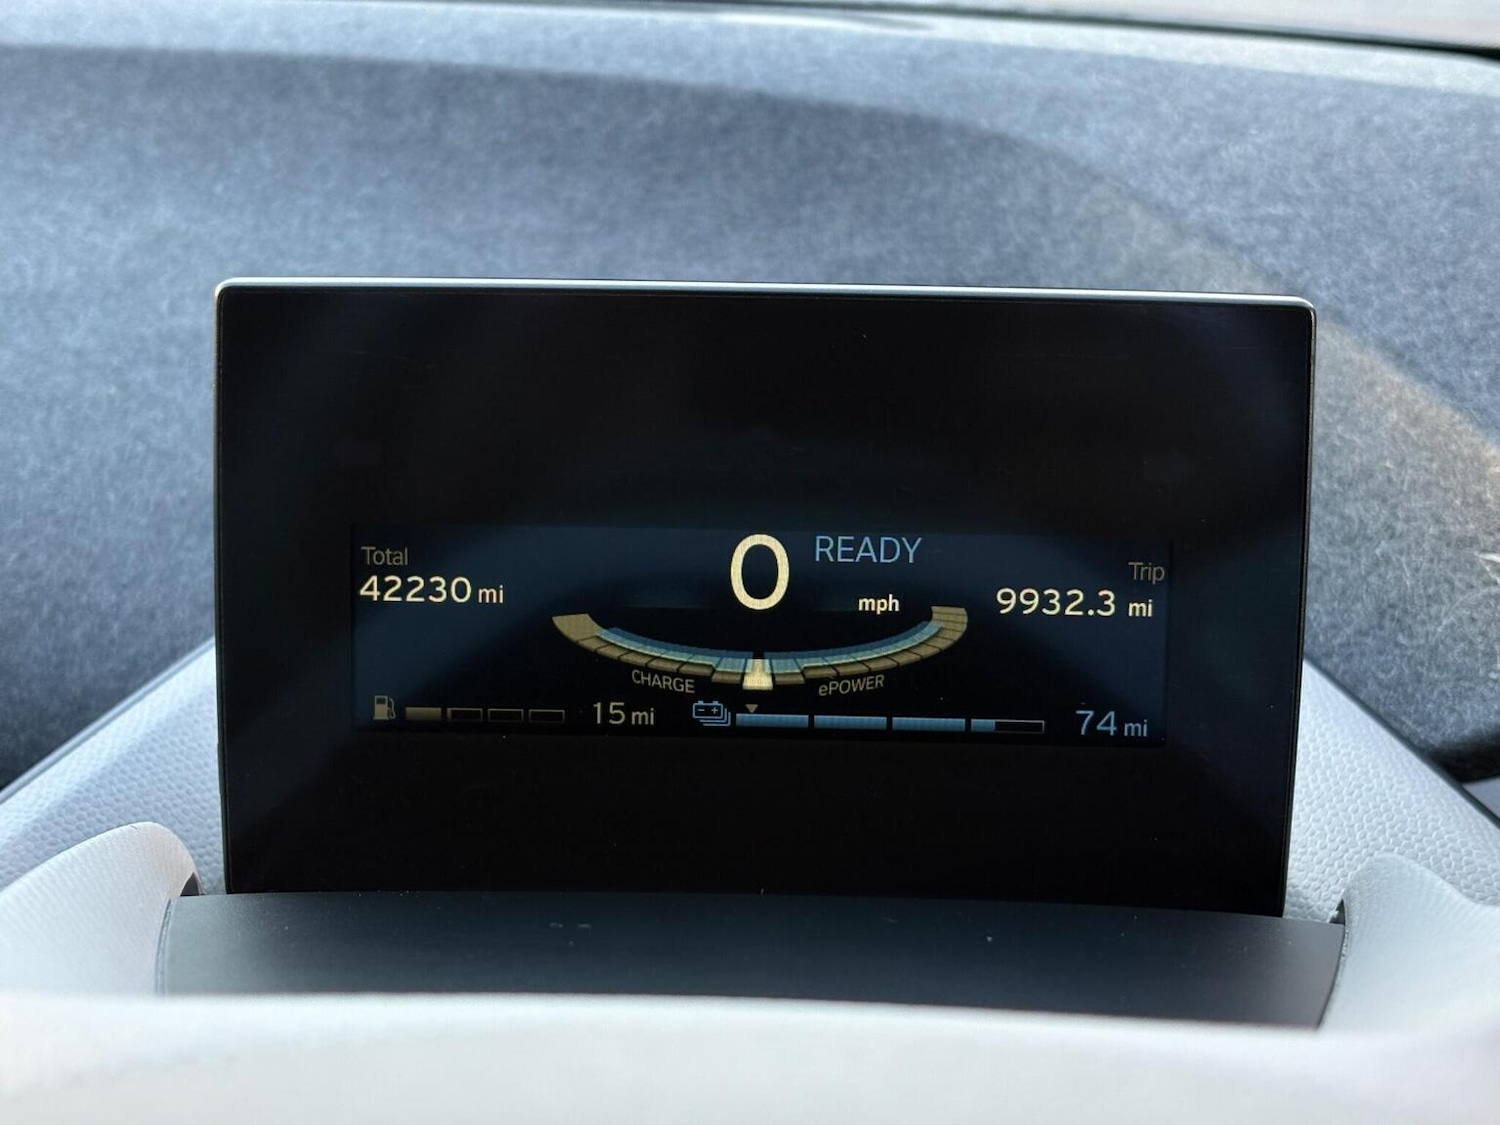 Total
42230 mi
0 READY
mph
Trip
9932.3 mi
CHARGE
ePOWER
15 mi
74 mi